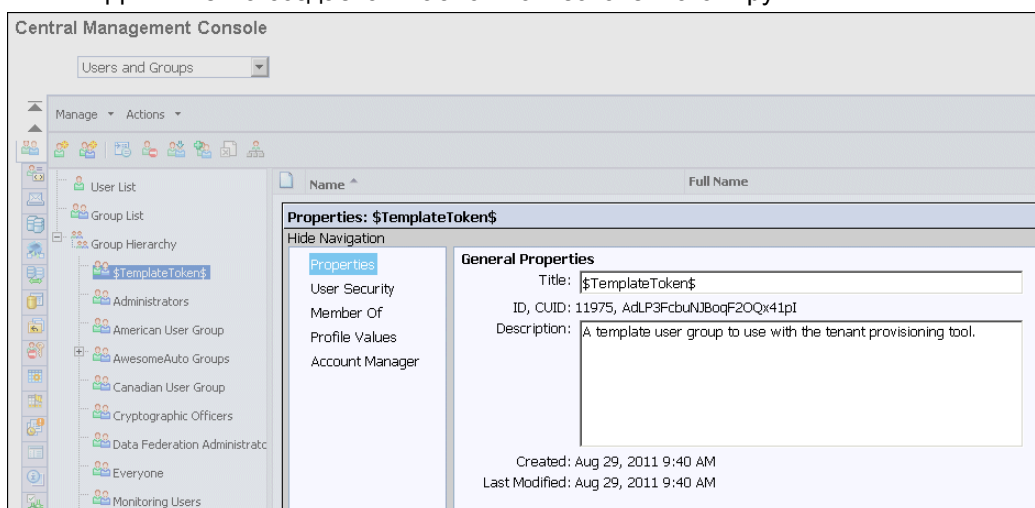 Central Management Console
Users and Groups
Manage Actions
User List
Group List
Group Hierarchy
$TemplateToken$
Administrators
American User Group
AwesomeAuto Groups
Canadian User Group
Cryptographic Officers
Data Federation Administratc
Everyone
Monitoring Users
Name Full Name
Properties: $TemplateToken$
Hide Navigation
Properties
User Security
Member Of
Profile Values
Account Manager
General Properties
Title: $TemplateToken$
ID, CUID: 11975, AdLP3FcbuNJBoqF2OQx41pI
Description: A template user group to use with the tenant provisioning tool.
Created: Aug 29, 2011 9:40 AM
Last Modified: Aug 29, 2011 9:40 AM